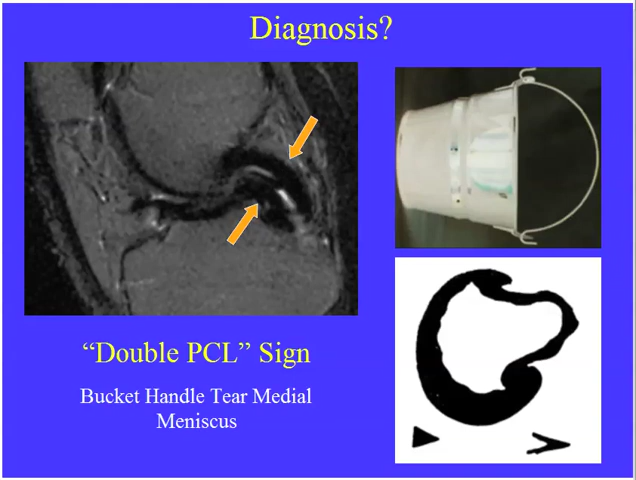 Diagnosis?
“Double PCL” Sign
Bucket Handle Tear Medial
Meniscus